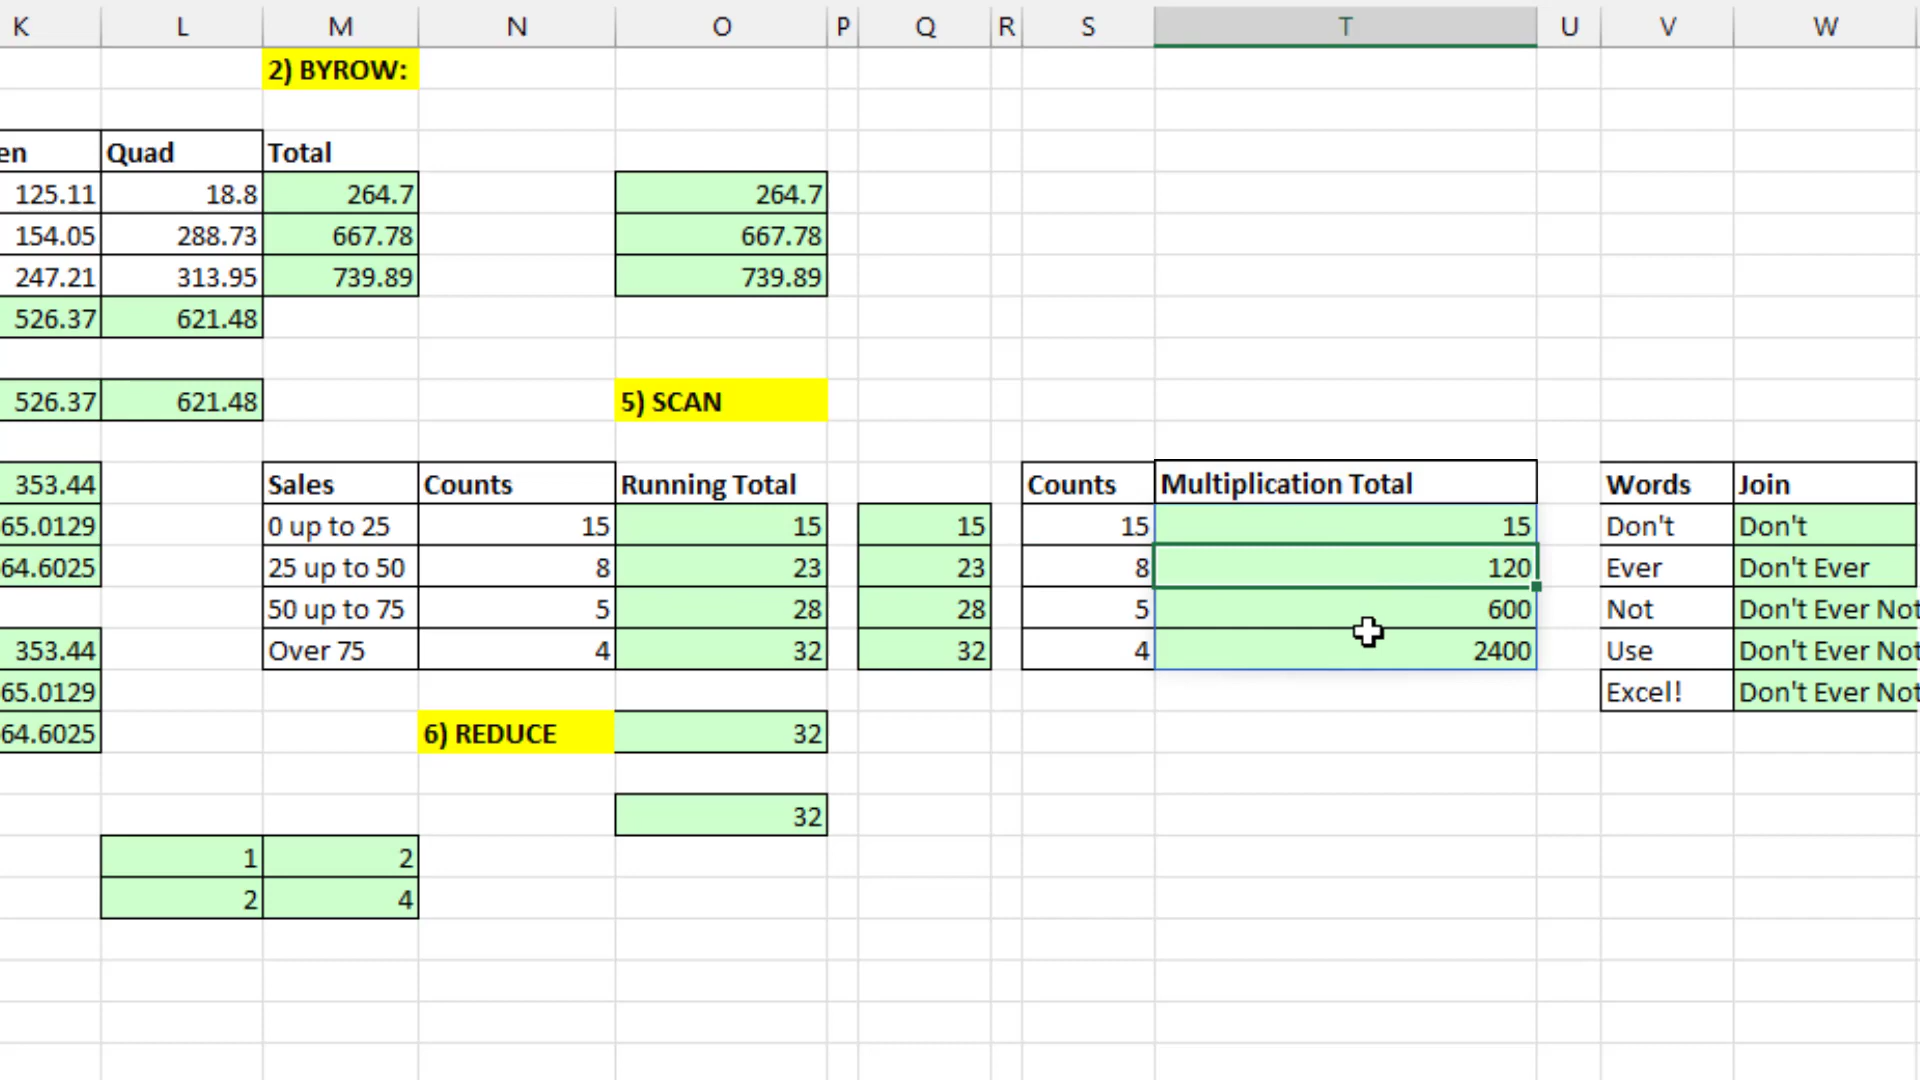 K L M N O P Q R S T U V W
2) BYROW:
en Quad Total
125.11 18.8 264.7 264.7
154.05 288.73 667.78 667.78
247.21 313.95 739.89 739.89
526.37 621.48
526.37 621.48 5) SCAN
353.44 Sales Counts Running Total Counts Multiplication Total Words Join
65.0129 0 up to 25 15 15 15 15 15 Don't Don't
64.6025 25 up to 50 8 23 23 8 120 Ever Don't Ever
50 up to 75 5 28 28 5 600 Not Don't Ever Not
353.44 Over 75 4 32 32 4 2400 Use Don't Ever Not
65.0129 Excel! Don't Ever Not
64.6025 6) REDUCE 32
32
1 2
2 4